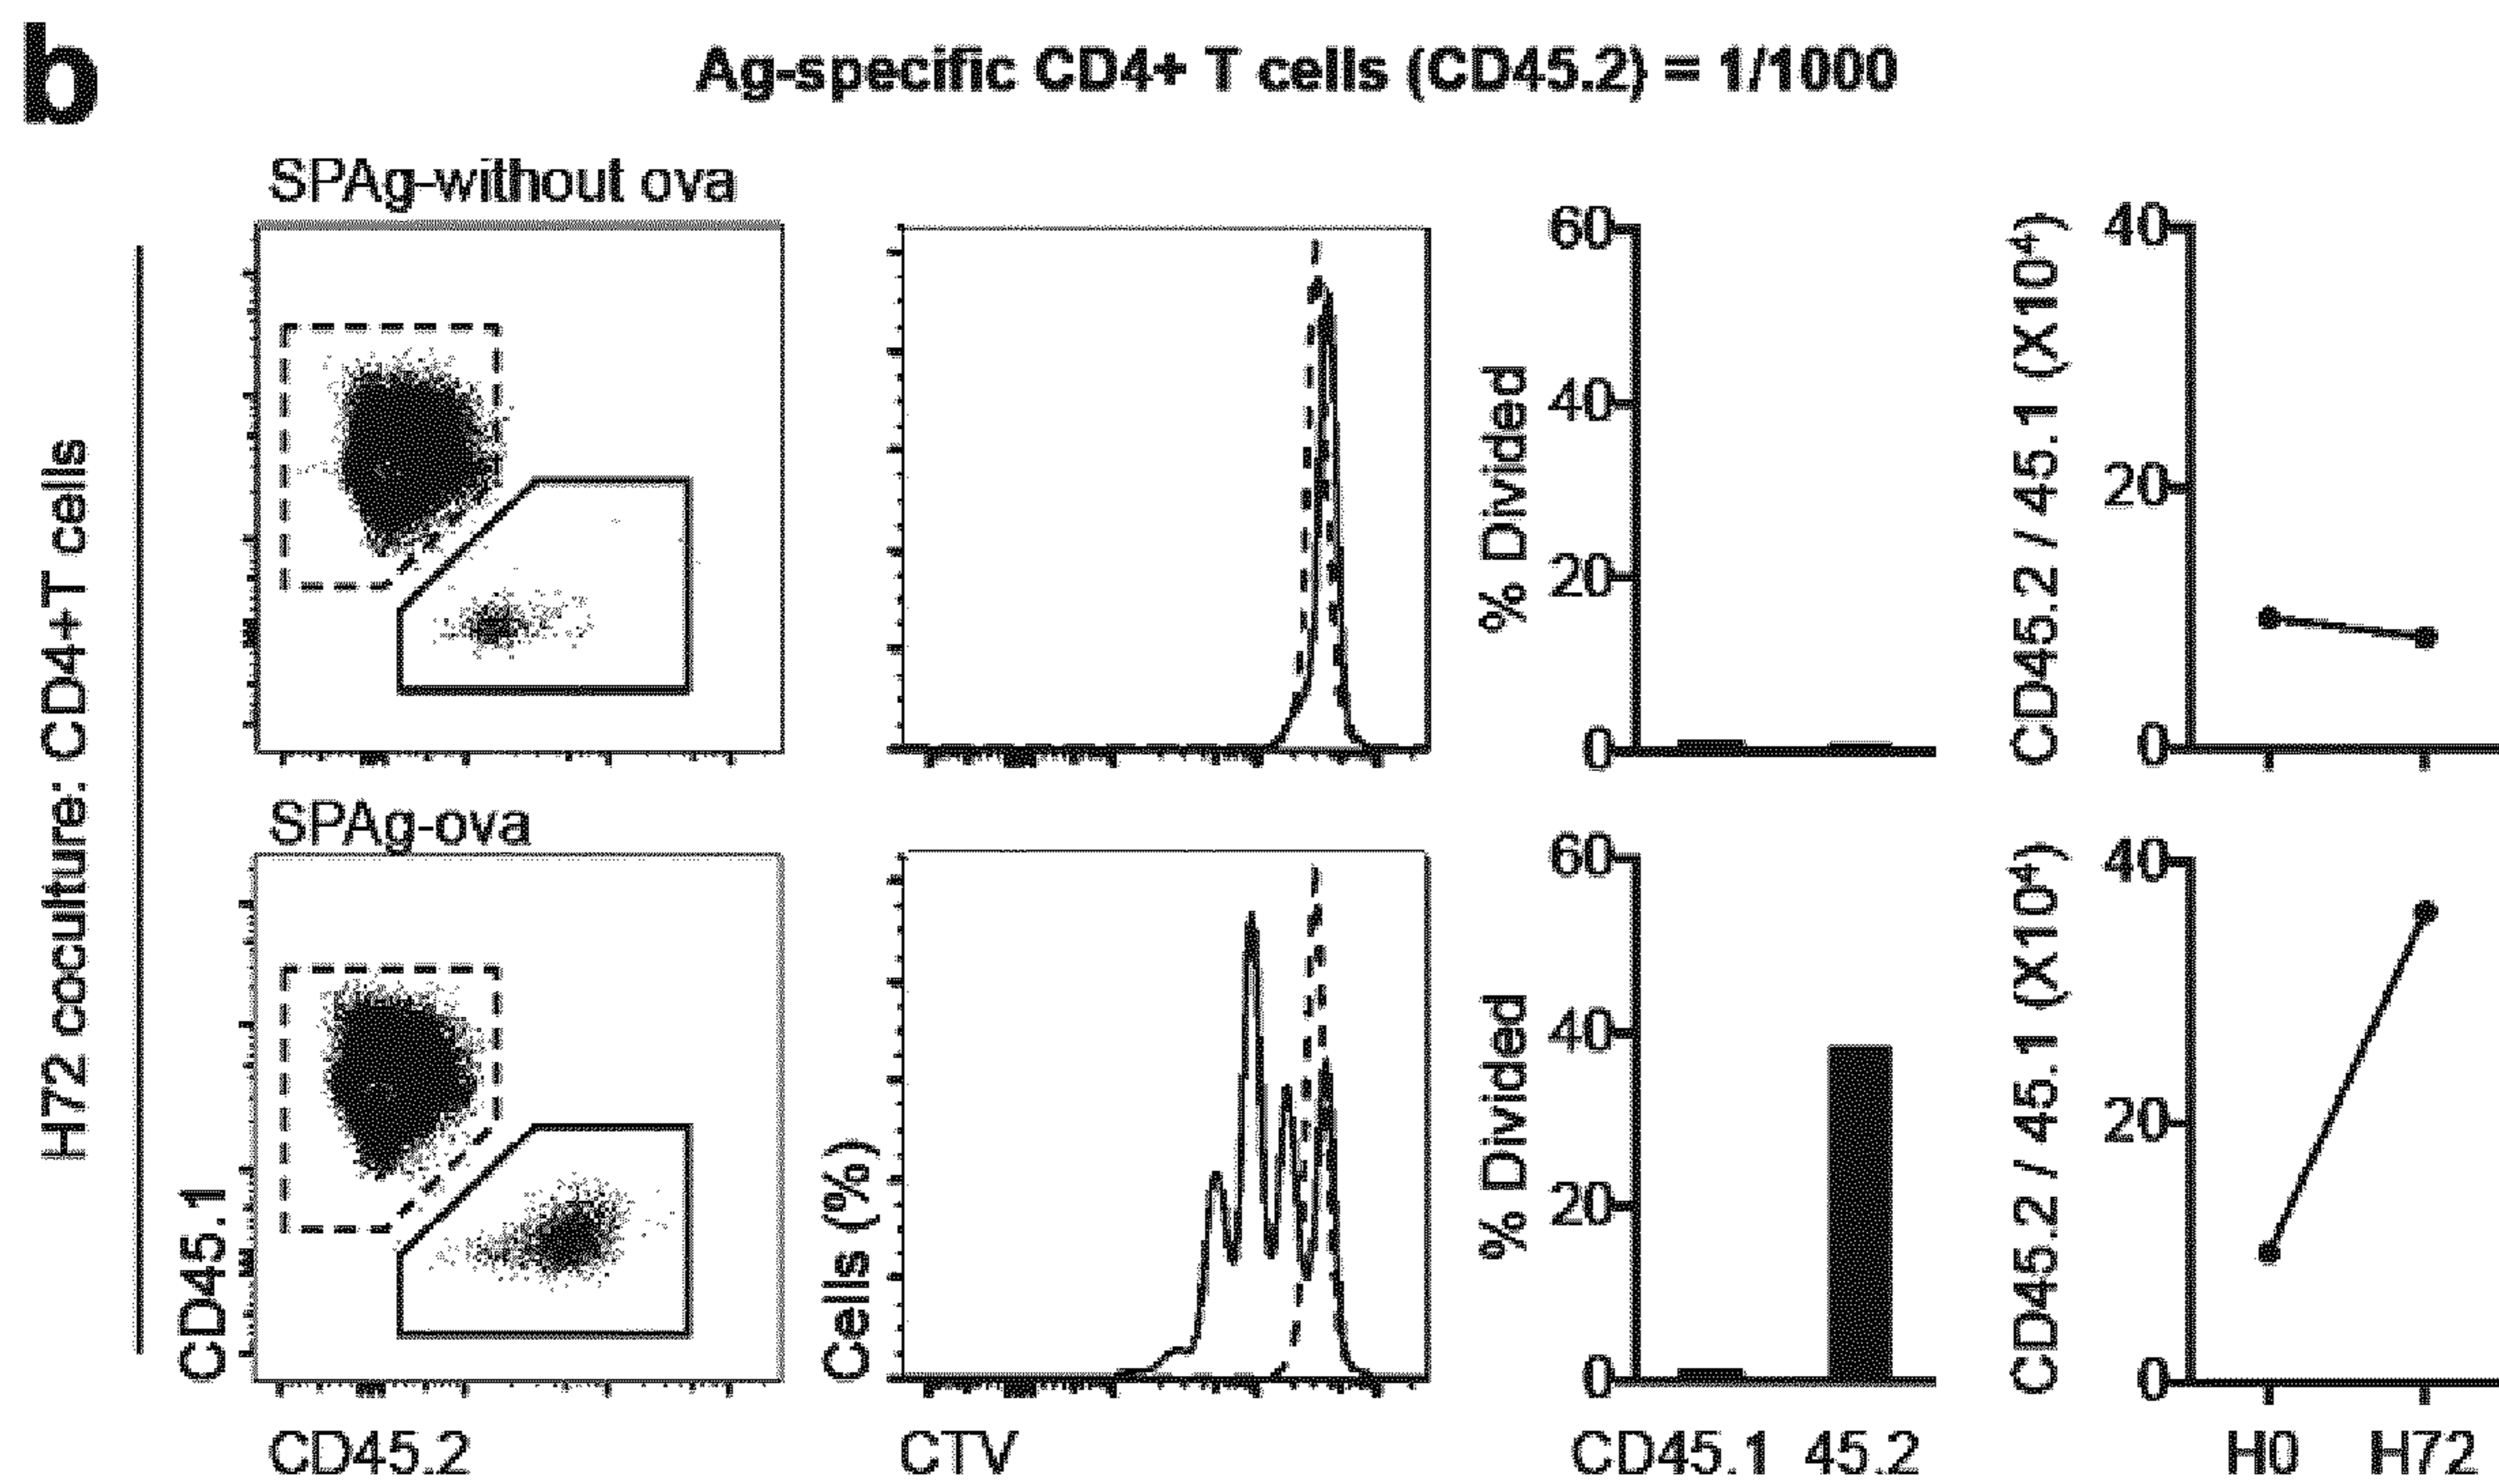 b
Ag-specific CD4+ T cells (CD45.2) = 1/1000
H72 coculture: CD4+T cells
SPAg-without ova
% Divided
60
40
20
0
CD45.2 / 45.1 (X10⁴)
40
20
0
SPAg-ova
CD45.1
CD45.2
Cells (%)
CTV
% Divided
60
40
20
0
CD45.1 45.2
CD45.2 / 45.1 (X10⁴)
40
20
0
H0 H72